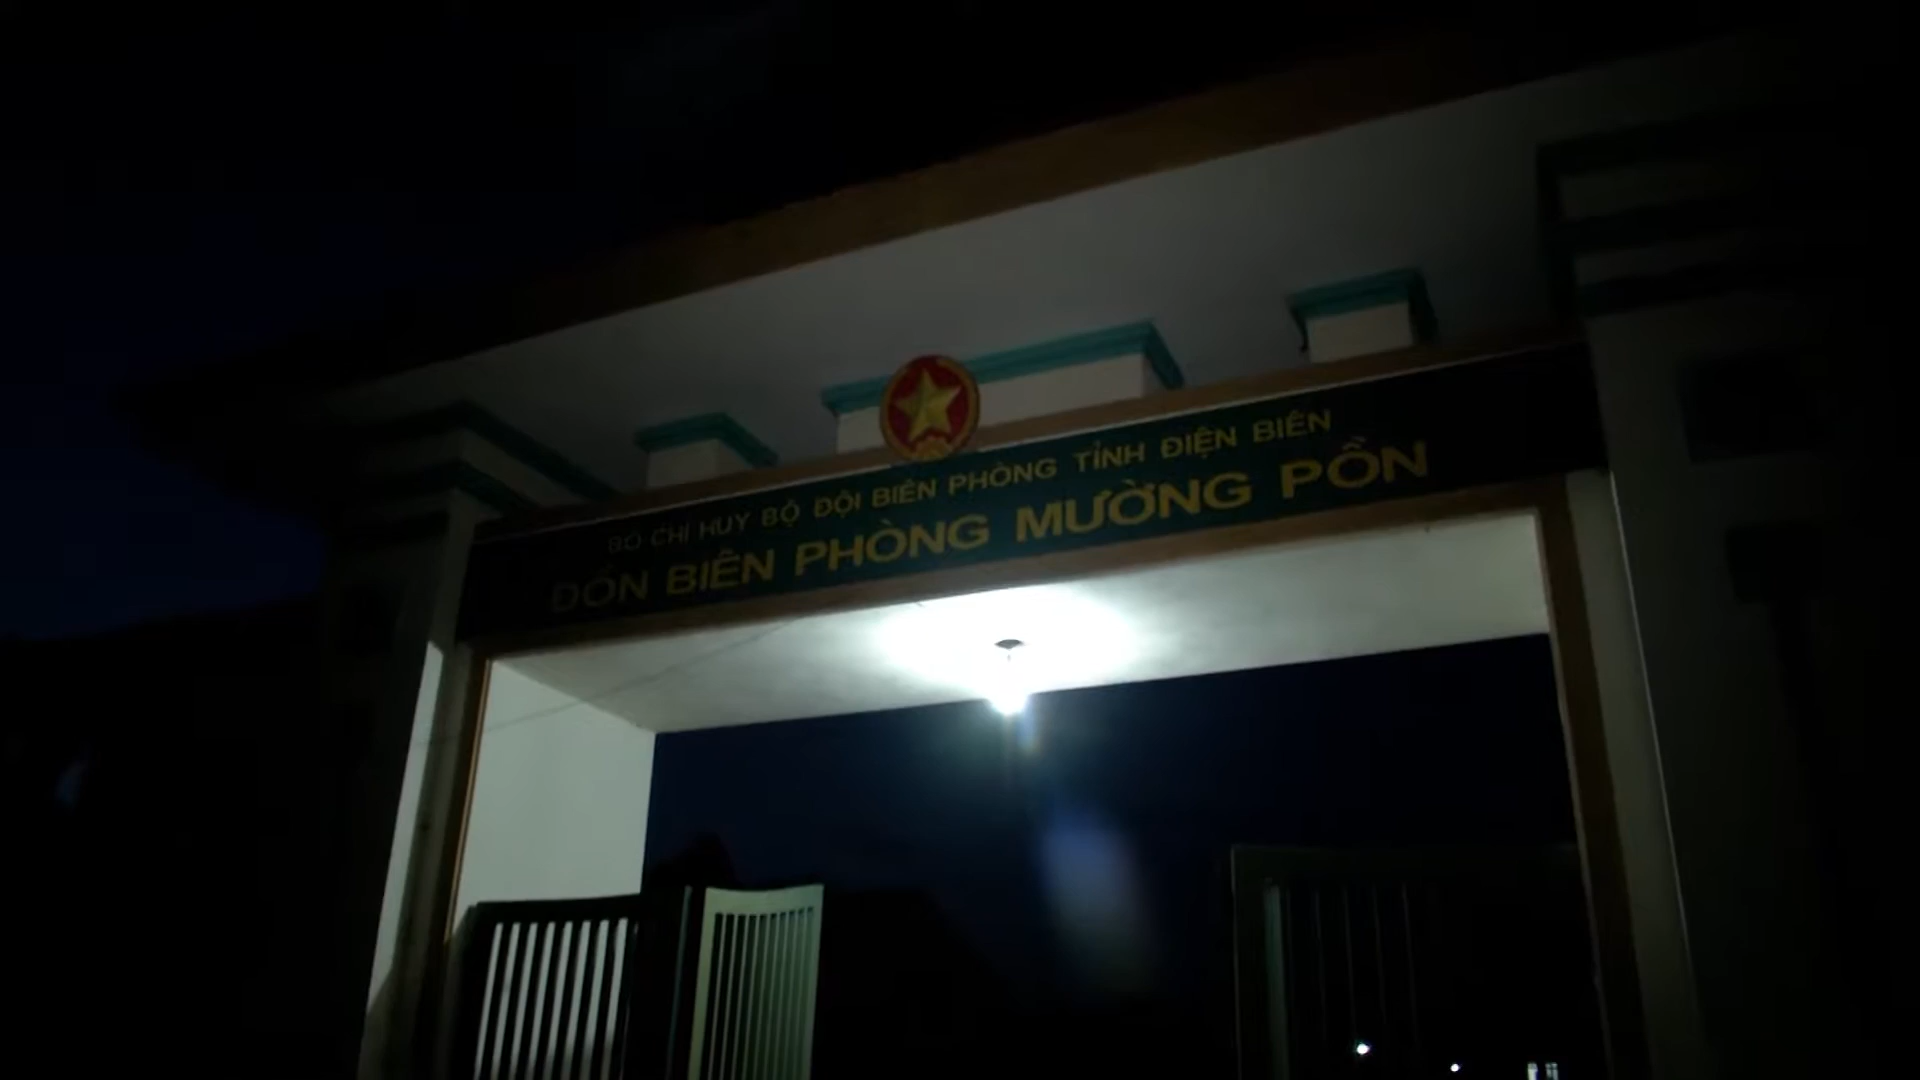 BỘ CHỈ HUY BỘ ĐỘI BIÊN PHÒNG TỈNH ĐIỆN BIÊN
ĐỒN BIÊN PHÒNG MƯỜNG PỒN